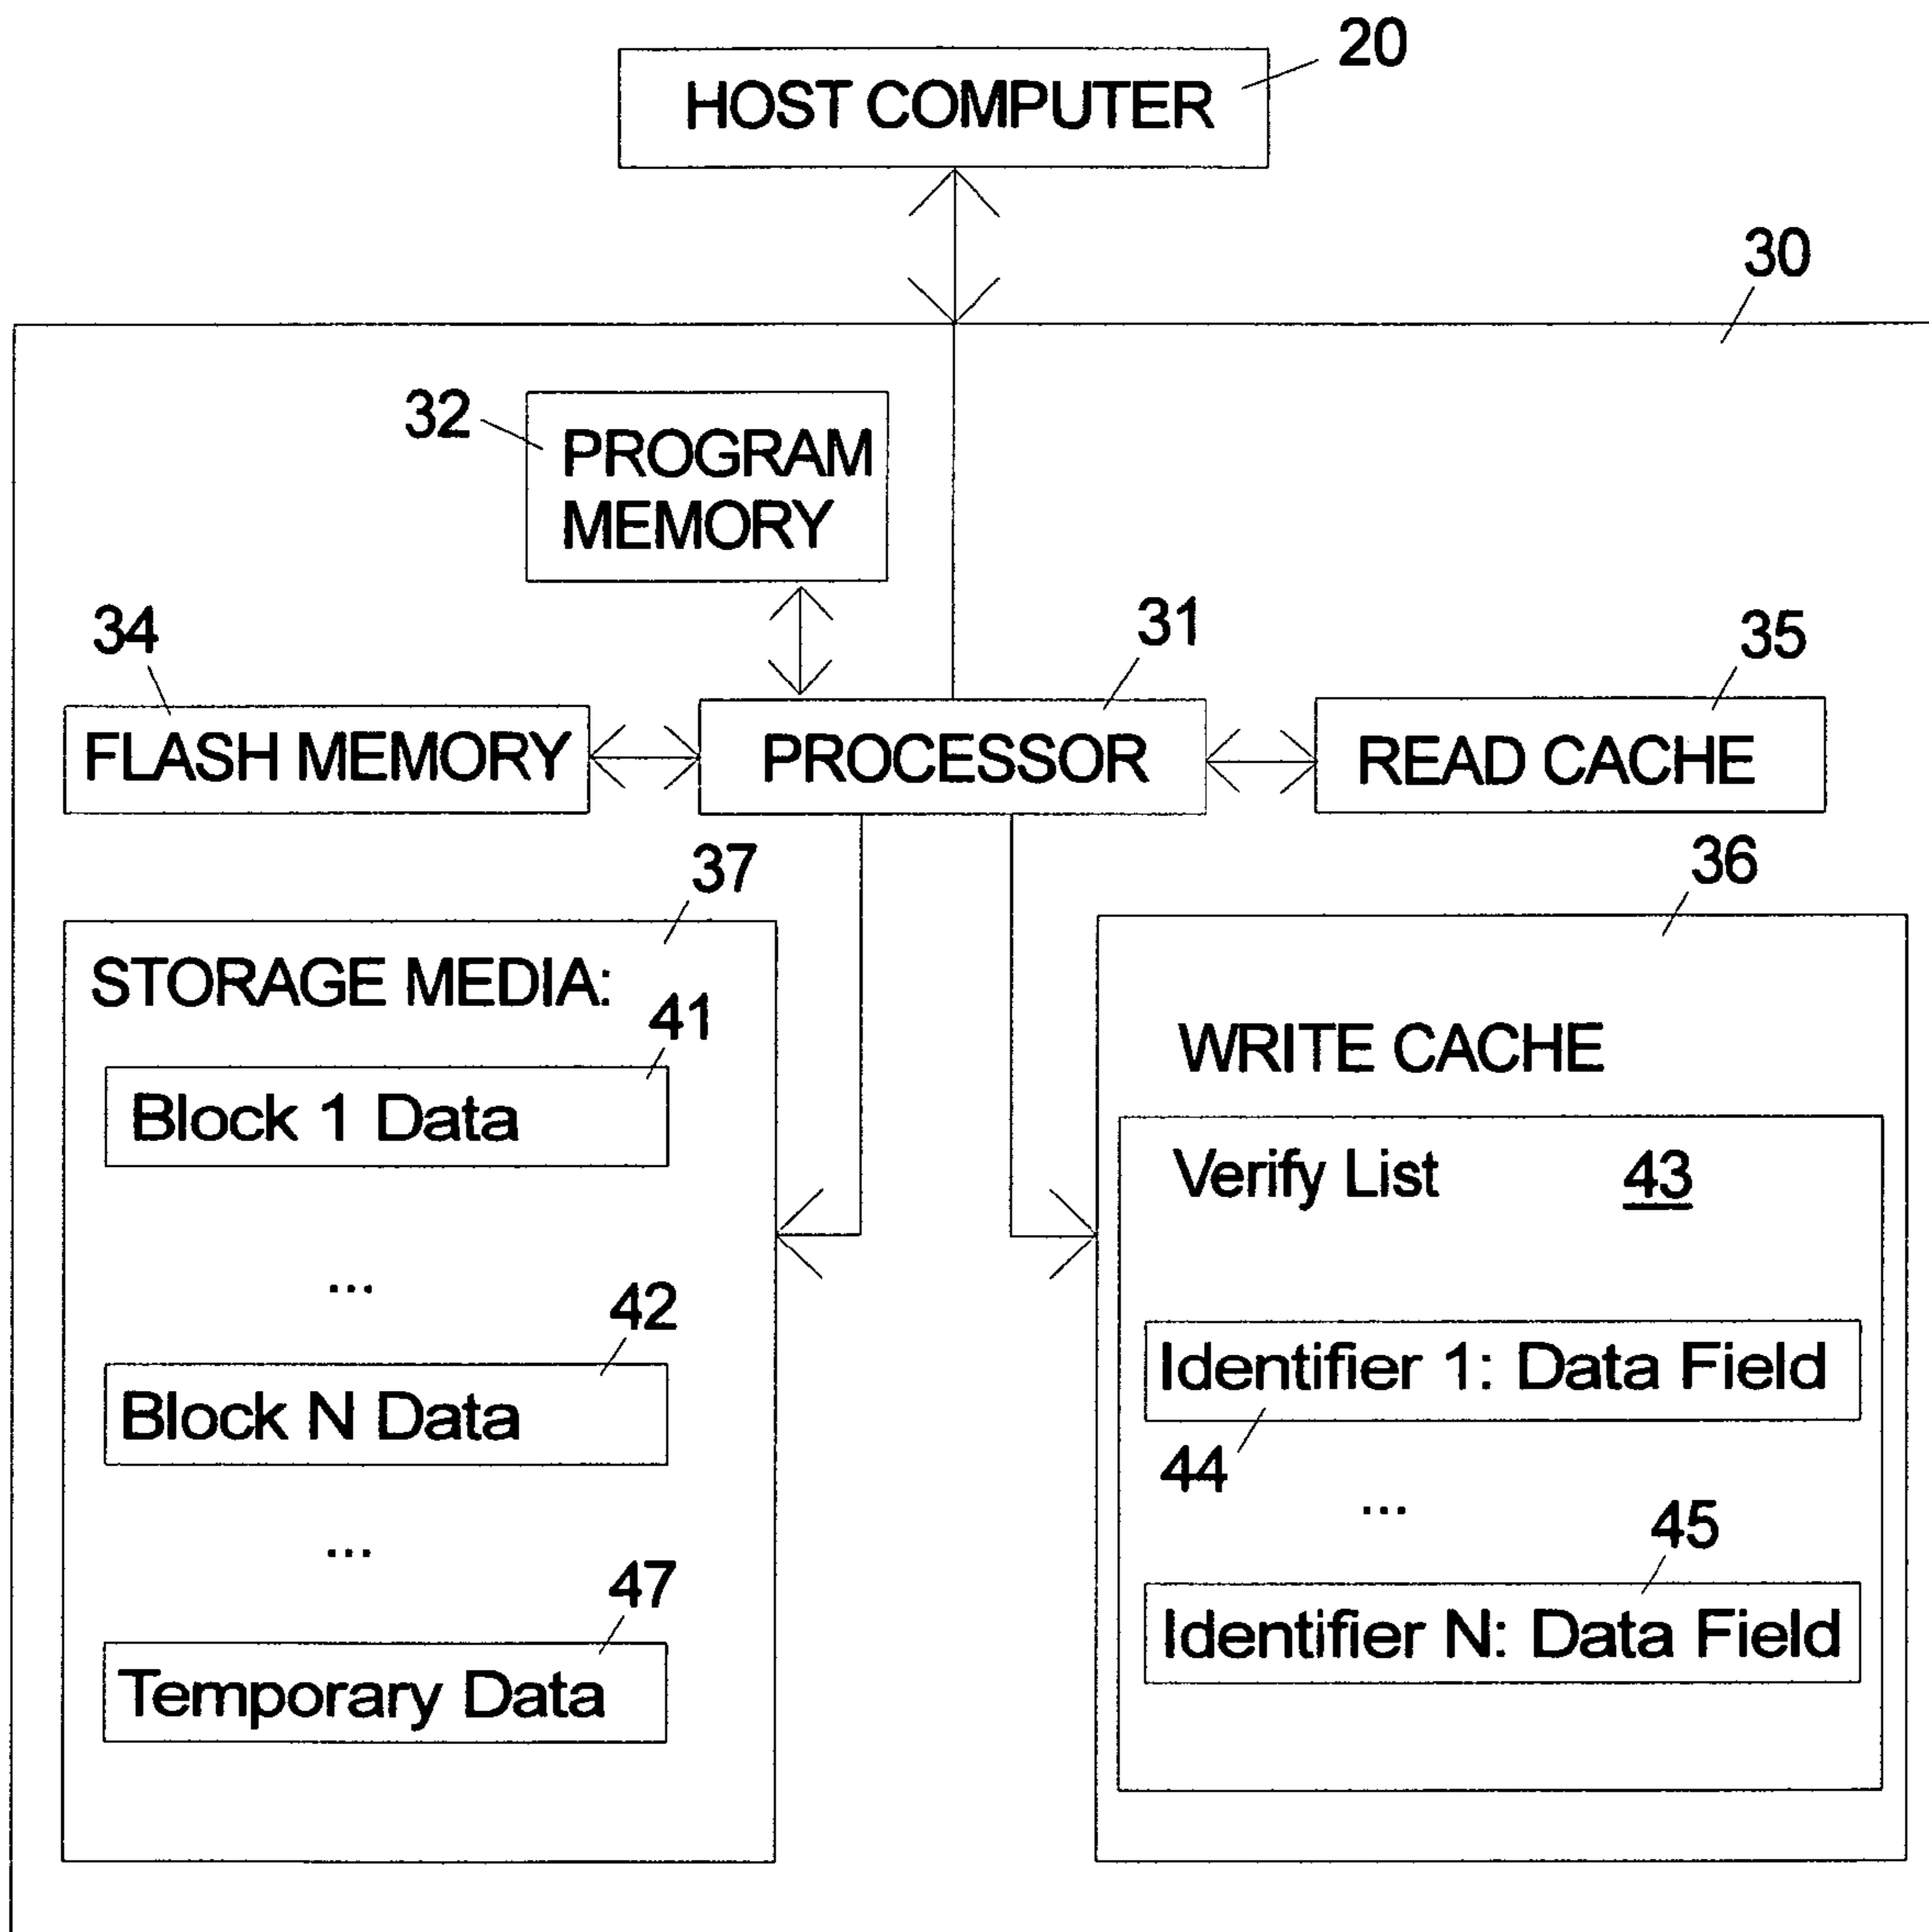 20
HOST COMPUTER
30
32
PROGRAM
MEMORY
34
31
35
FLASH MEMORY
PROCESSOR
READ CACHE
37
STORAGE MEDIA:
41
Block 1 Data
...
42
Block N Data
...
47
Temporary Data
36
WRITE CACHE
Verify List 43
Identifier 1: Data Field
44
...
45
Identifier N: Data Field